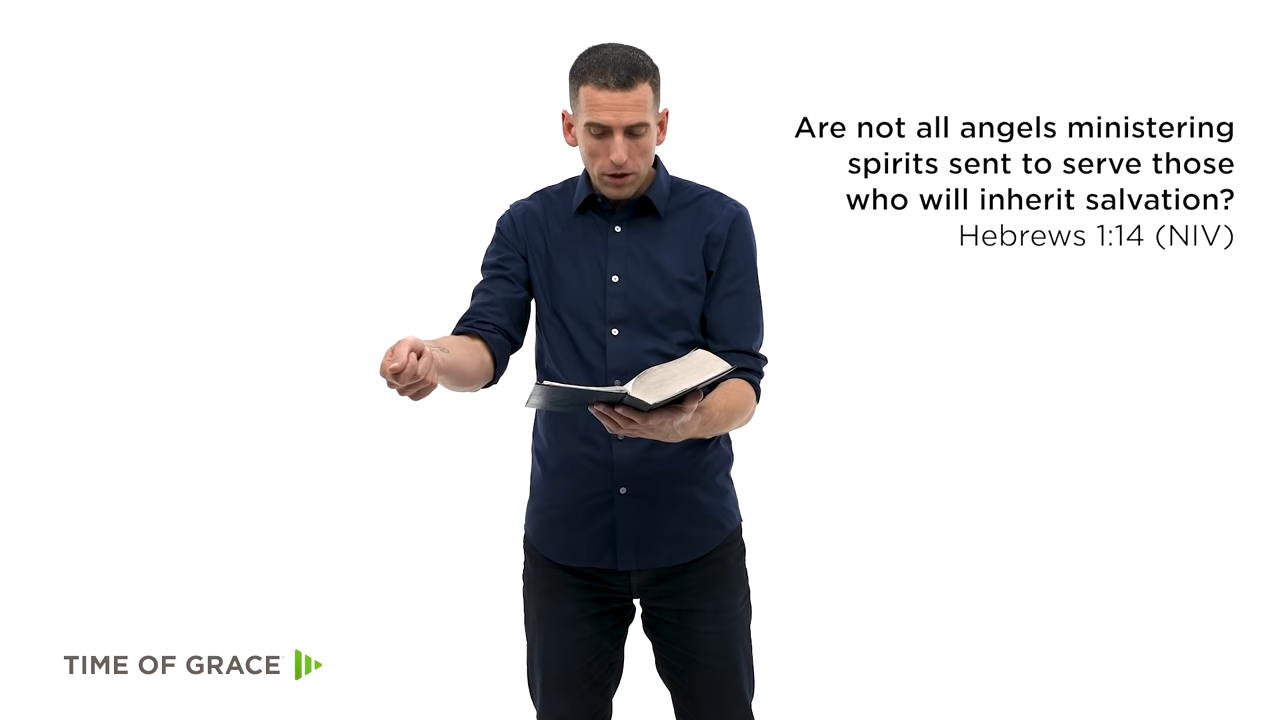 Are not all angels ministering
spirits sent to serve those
who will inherit salvation?
Hebrews 1:14 (NIV)
TIME OF GRACE